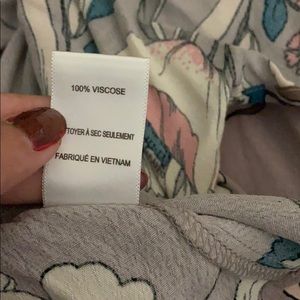 100% VISCOSE
TOYER À SEC SEULEMENT
FABRIQUÉ EN VIETNAM